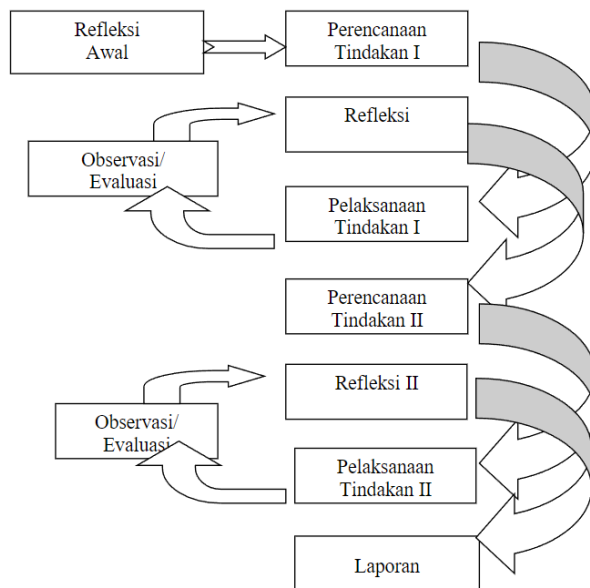 Refleksi
Awal
Perencanaan
Tindakan I
Refleksi
Observasi/
Evaluasi
Pelaksanaan
Tindakan I
Perencanaan
Tindakan II
Refleksi II
Observasi/
Evaluasi
Pelaksanaan
Tindakan II
Laporan